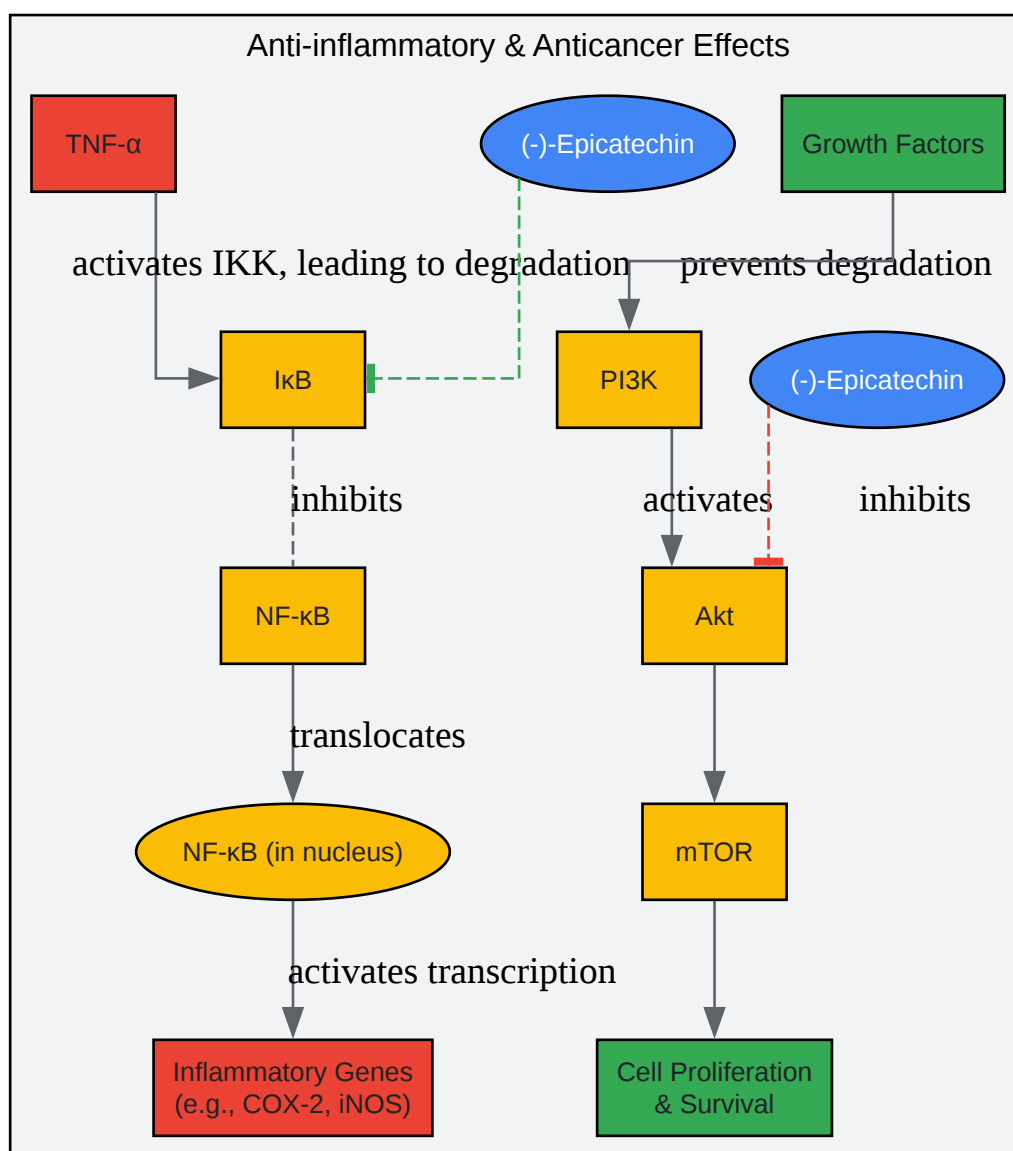 Anti-inflammatory & Anticancer Effects
TNF-α
(-)-Epicatechin
Growth Factors
activates IKK, leading to degradation
prevents degradation
IκB
PI3K
(-)-Epicatechin
inhibits
activates
inhibits
NF-κB
Akt
translocates
NF-κB (in nucleus)
mTOR
activates transcription
Inflammatory Genes
(e.g., COX-2, iNOS)
Cell Proliferation
& Survival